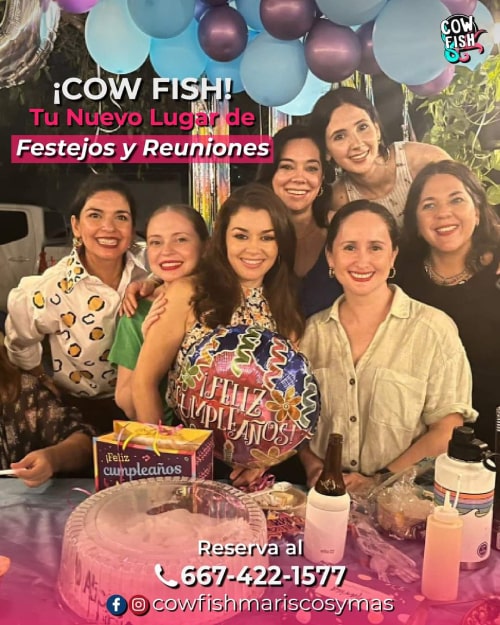 COW
FISH
¡COW FISH!
Tu Nuevo Lugar de
Festejos y Reuniones
¡FELIZ
CUMPLEAÑOS!
¡Feliz
cumpleaños
Reserva al
667-422-1577
cowfishmariscosymas